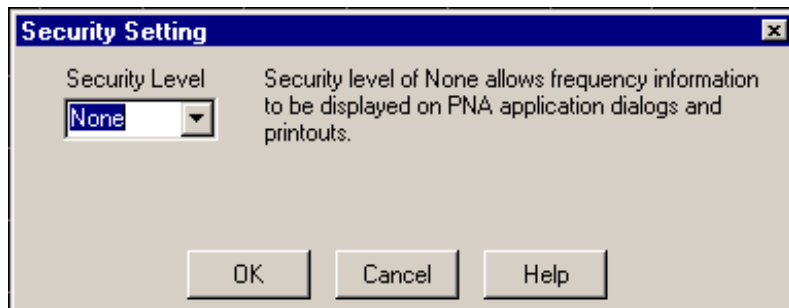 Security Setting
Security Level
None
Security level of None allows frequency information
to be displayed on PNA application dialogs and
printouts.
OK
Cancel
Help